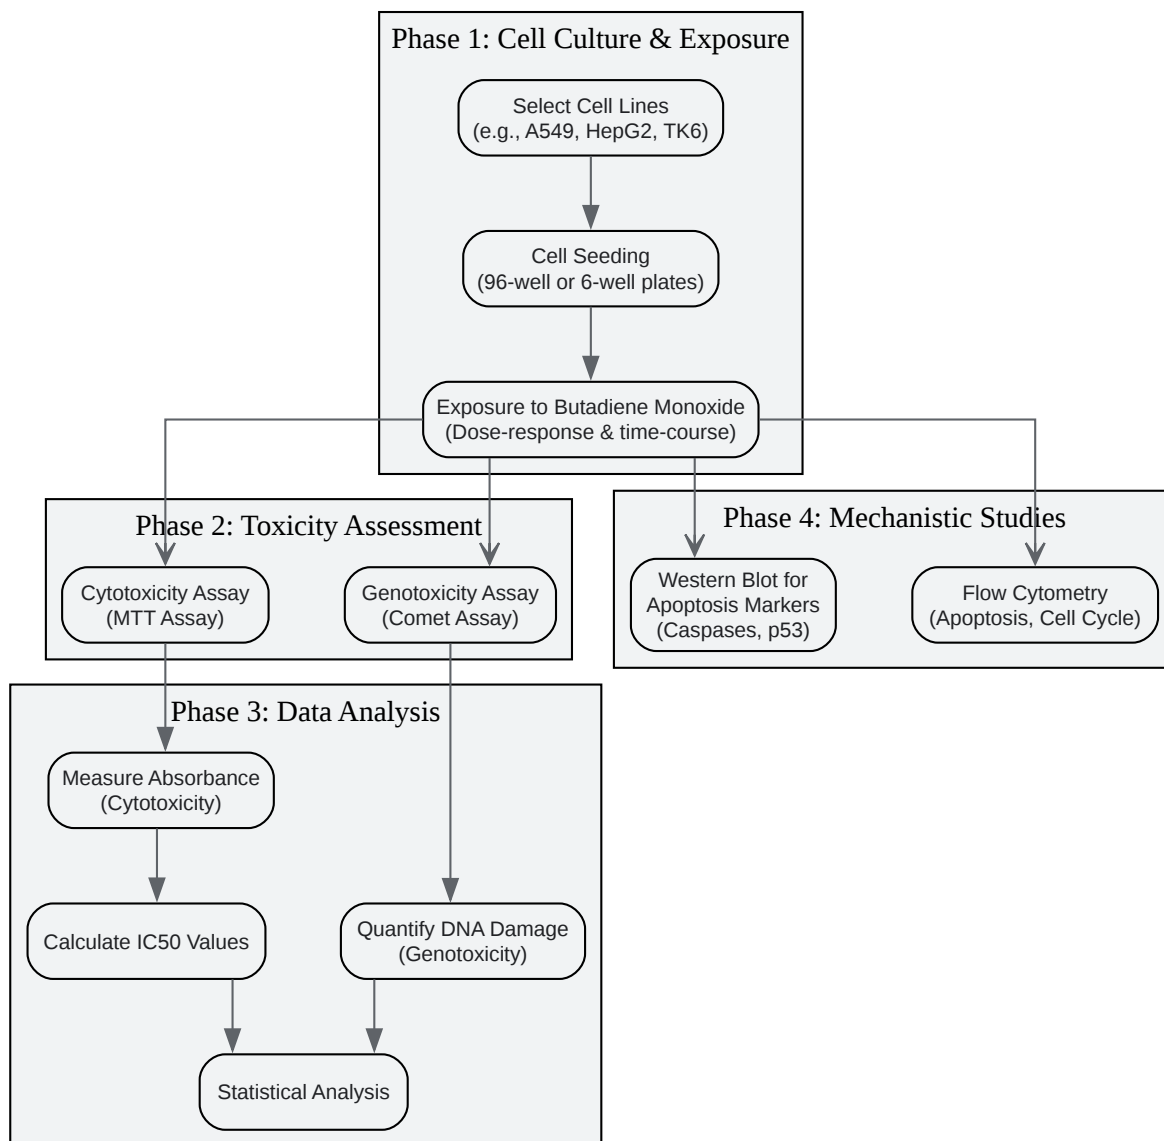 Phase 1: Cell Culture & Exposure
Select Cell Lines
(e.g., A549, HepG2, TK6)
Cell Seeding
(96-well or 6-well plates)
Exposure to Butadiene Monoxide
(Dose-response & time-course)
Phase 2: Toxicity Assessment
Cytotoxicity Assay
(MTT Assay)
Genotoxicity Assay
(Comet Assay)
Phase 4: Mechanistic Studies
Western Blot for
Apoptosis Markers
(Caspases, p53)
Flow Cytometry
(Apoptosis, Cell Cycle)
Phase 3: Data Analysis
Measure Absorbance
(Cytotoxicity)
Calculate IC50 Values
Quantify DNA Damage
(Genotoxicity)
Statistical Analysis